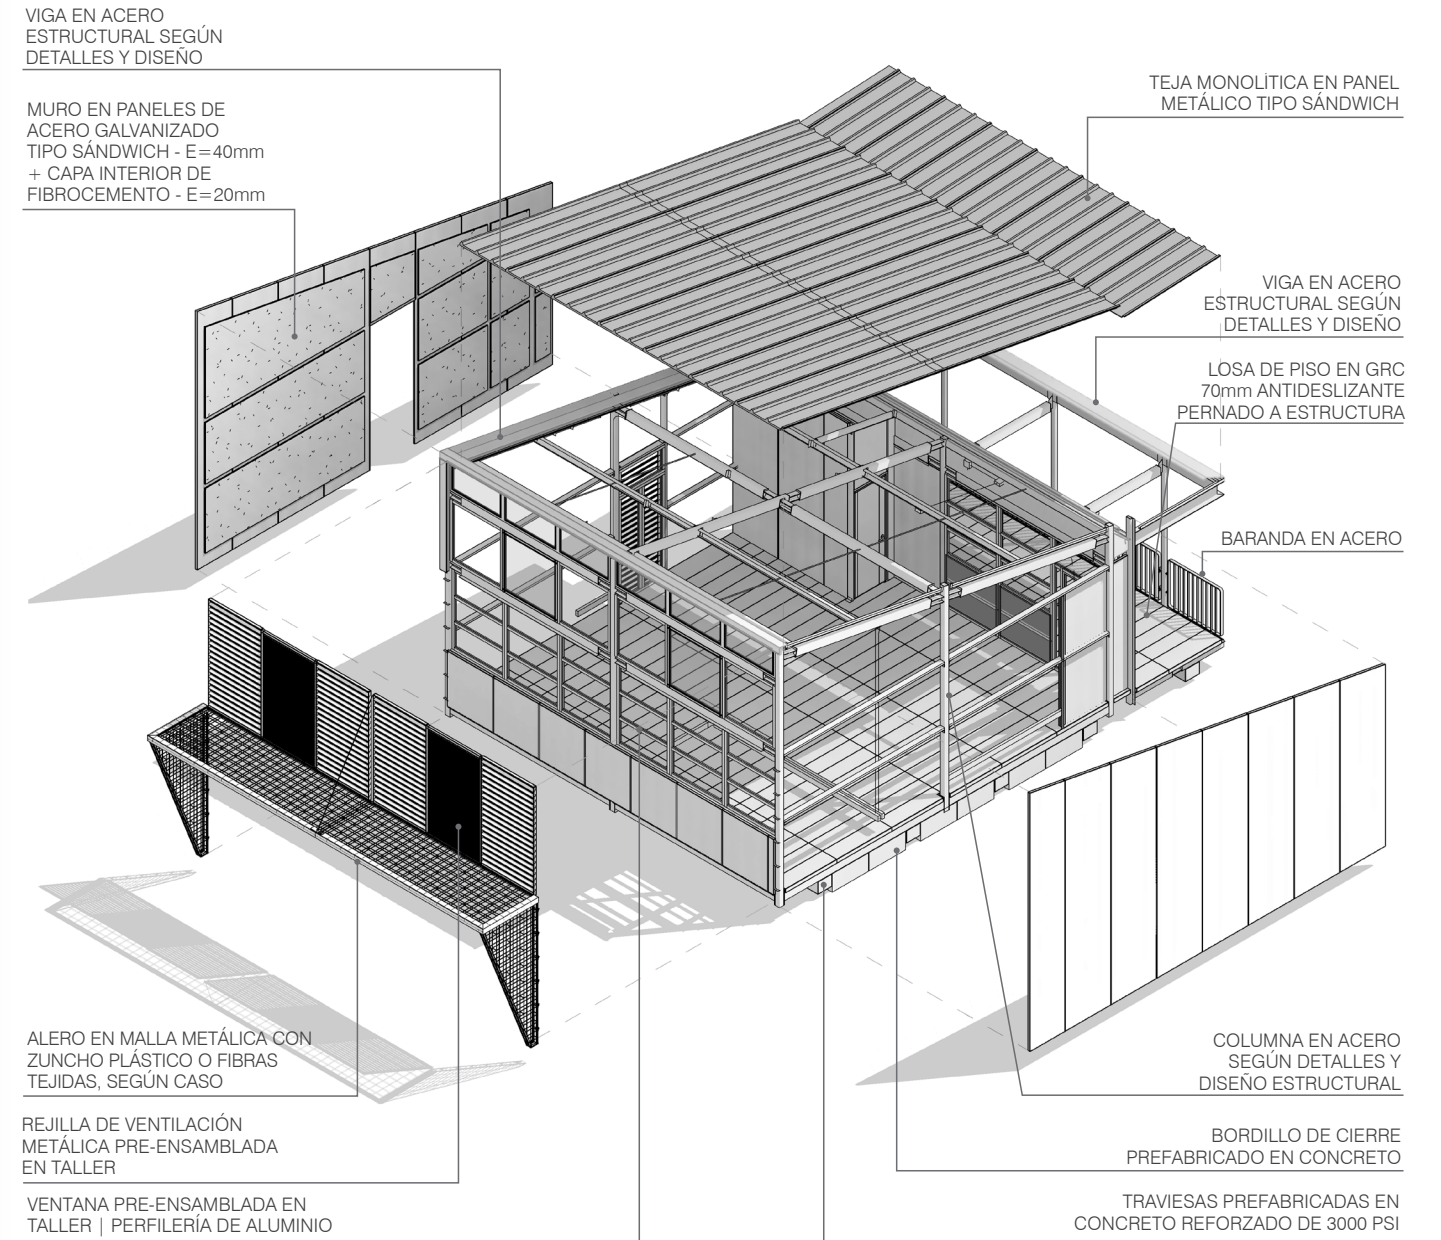 VIGA EN ACERO
ESTRUCTURAL SEGÚN
DETALLES Y DISEÑO
MURO EN PANELES DE
ACERO GALVANIZADO
TIPO SÁNDWICH - E=40mm
+ CAPA INTERIOR DE
FIBROCEMENTO - E=20mm
TEJA MONOLÍTICA EN PANEL
METÁLICO TIPO SÁNDWICH
VIGA EN ACERO
ESTRUCTURAL SEGÚN
DETALLES Y DISEÑO
LOSA DE PISO EN GRC
70mm ANTIDESLIZANTE
PERNADO A ESTRUCTURA
BARANDA EN ACERO
ALERO EN MALLA METÁLICA CON
ZUNCHO PLÁSTICO O FIBRAS
TEJIDAS, SEGÚN CASO
REJILLA DE VENTILACIÓN
METÁLICA PRE-ENSAMBLADA
EN TALLER
VENTANA PRE-ENSAMBLADA EN
TALLER | PERFILERÍA DE ALUMINIO
COLUMNA EN ACERO
SEGÚN DETALLES Y
DISEÑO ESTRUCTURAL
BORDILLO DE CIERRE
PREFABRICADO EN CONCRETO
TRAVIESAS PREFABRICADAS EN
CONCRETO REFORZADO DE 3000 PSI